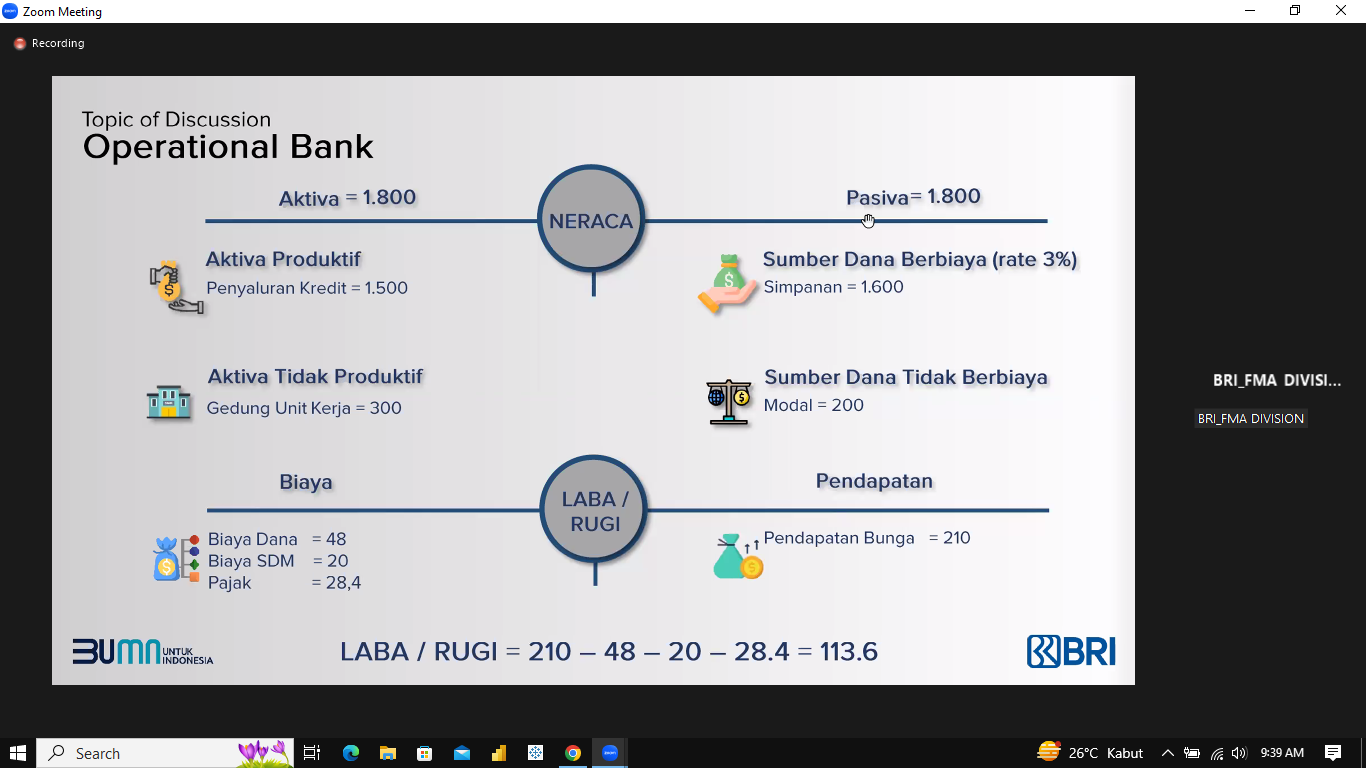 Zoom Meeting
Recording
Topic of Discussion
Operational Bank
Aktiva = 1.800
NERACA
Pasiva= 1.800
Aktiva Produktif
Penyaluran Kredit = 1.500
Sumber Dana Berbiaya (rate 3%)
Simpanan = 1.600
Aktiva Tidak Produktif
Gedung Unit Kerja = 300
Sumber Dana Tidak Berbiaya
Modal = 200
BRI_FMA DIVISI...
BRI_FMA DIVISION
Biaya
LABA /
RUGI
Pendapatan
Biaya Dana = 48
Biaya SDM = 20
Pajak = 28,4
Pendapatan Bunga = 210
BUMN UNTUK
INDONESIA
LABA / RUGI = 210 – 48 – 20 – 28.4 = 113.6
BRI
Search
zoom
26°C Kabut
9:39 AM